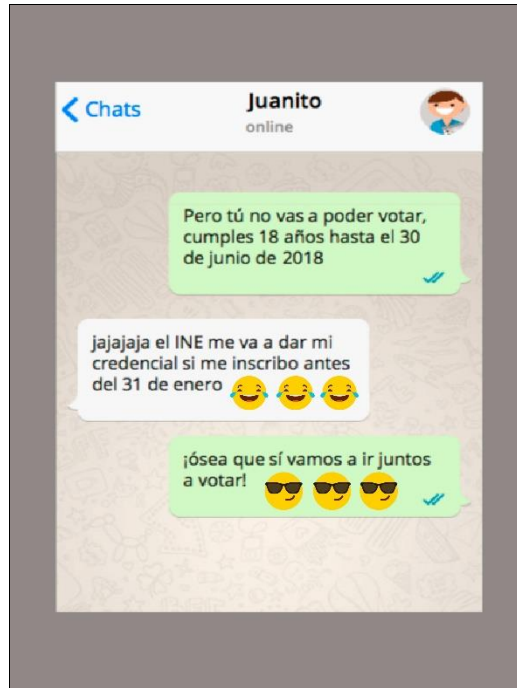 Chats
Juanito
online
Pero tú no vas a poder votar,
cumples 18 años hasta el 30
de junio de 2018
jajajaja el INE me va a dar mi
credencial si me inscribo antes
del 31 de enero 😂😂😂
¡ósea que sí vamos a ir juntos
a votar! 😎😎😎